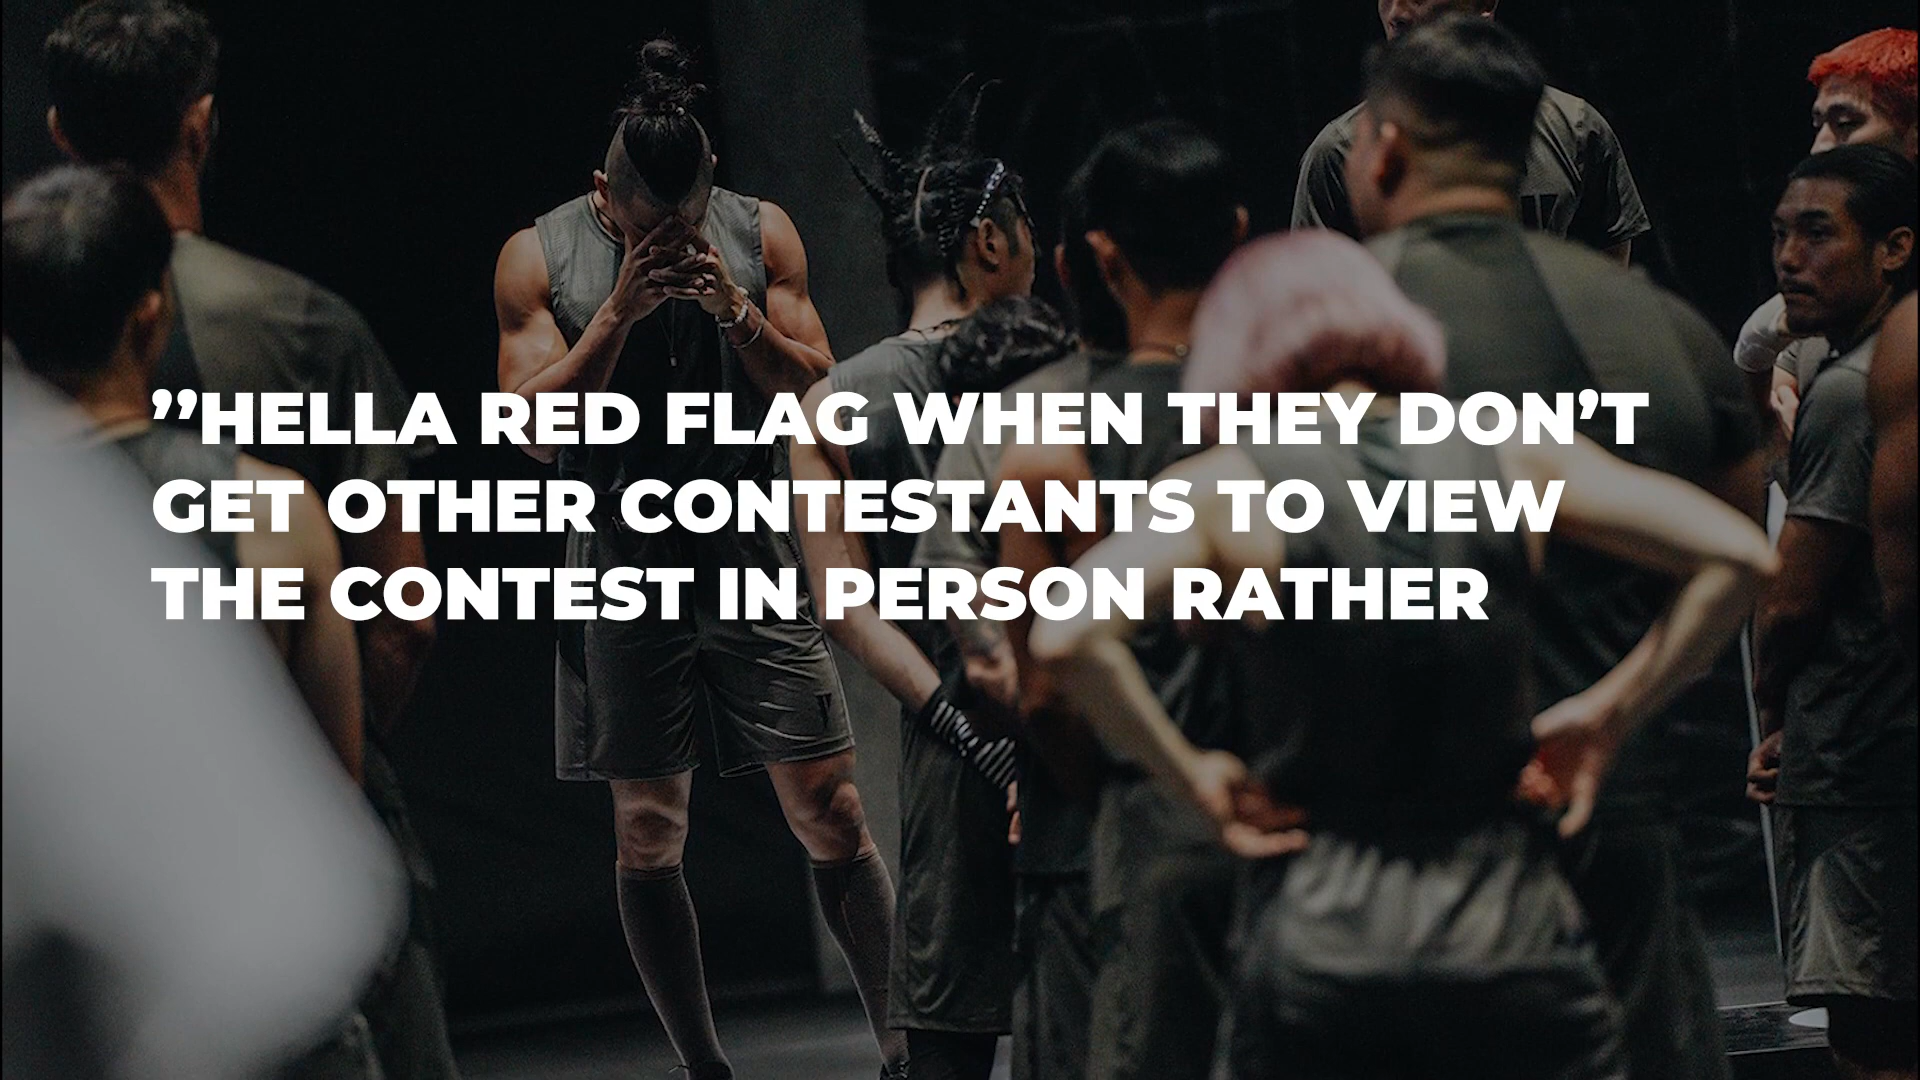 ”HELLA RED FLAG WHEN THEY DON’T
GET OTHER CONTESTANTS TO VIEW
THE CONTEST IN PERSON RATHER